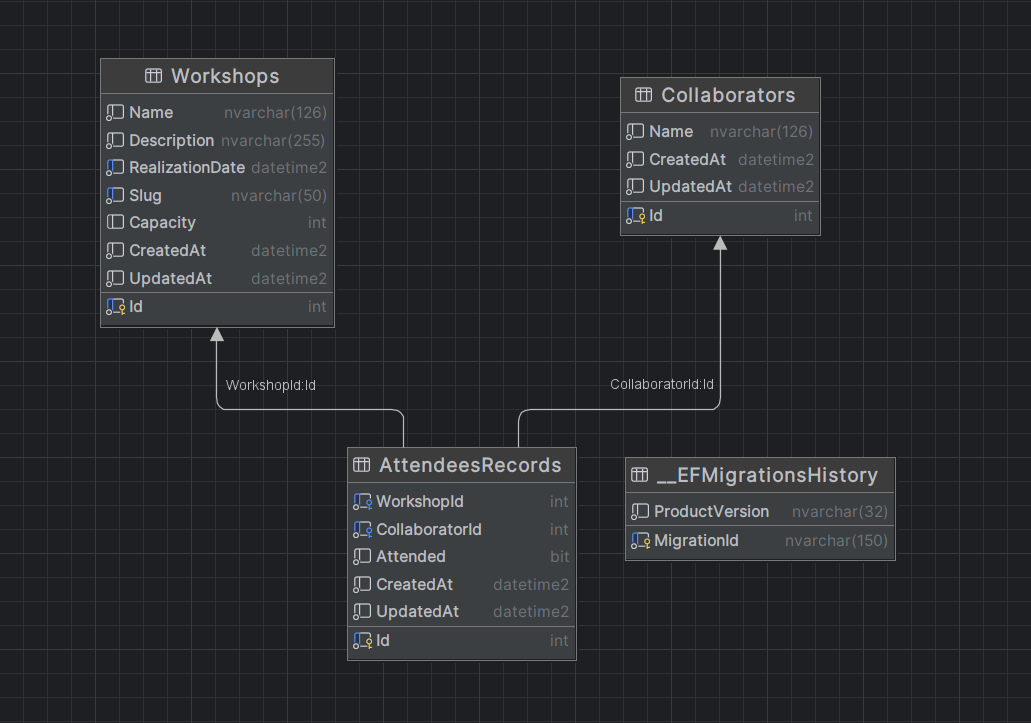 Workshops
Name nvarchar(126)
Description nvarchar(255)
RealizationDate datetime2
Slug nvarchar(50)
Capacity int
CreatedAt datetime2
UpdatedAt datetime2
Id int
Collaborators
Name nvarchar(126)
CreatedAt datetime2
UpdatedAt datetime2
Id int
WorkshopId:Id
CollaboratorId:Id
AttendeesRecords
WorkshopId int
CollaboratorId int
Attended bit
CreatedAt datetime2
UpdatedAt datetime2
Id int
__EFMigrationsHistory
ProductVersion nvarchar(32)
MigrationId nvarchar(150)